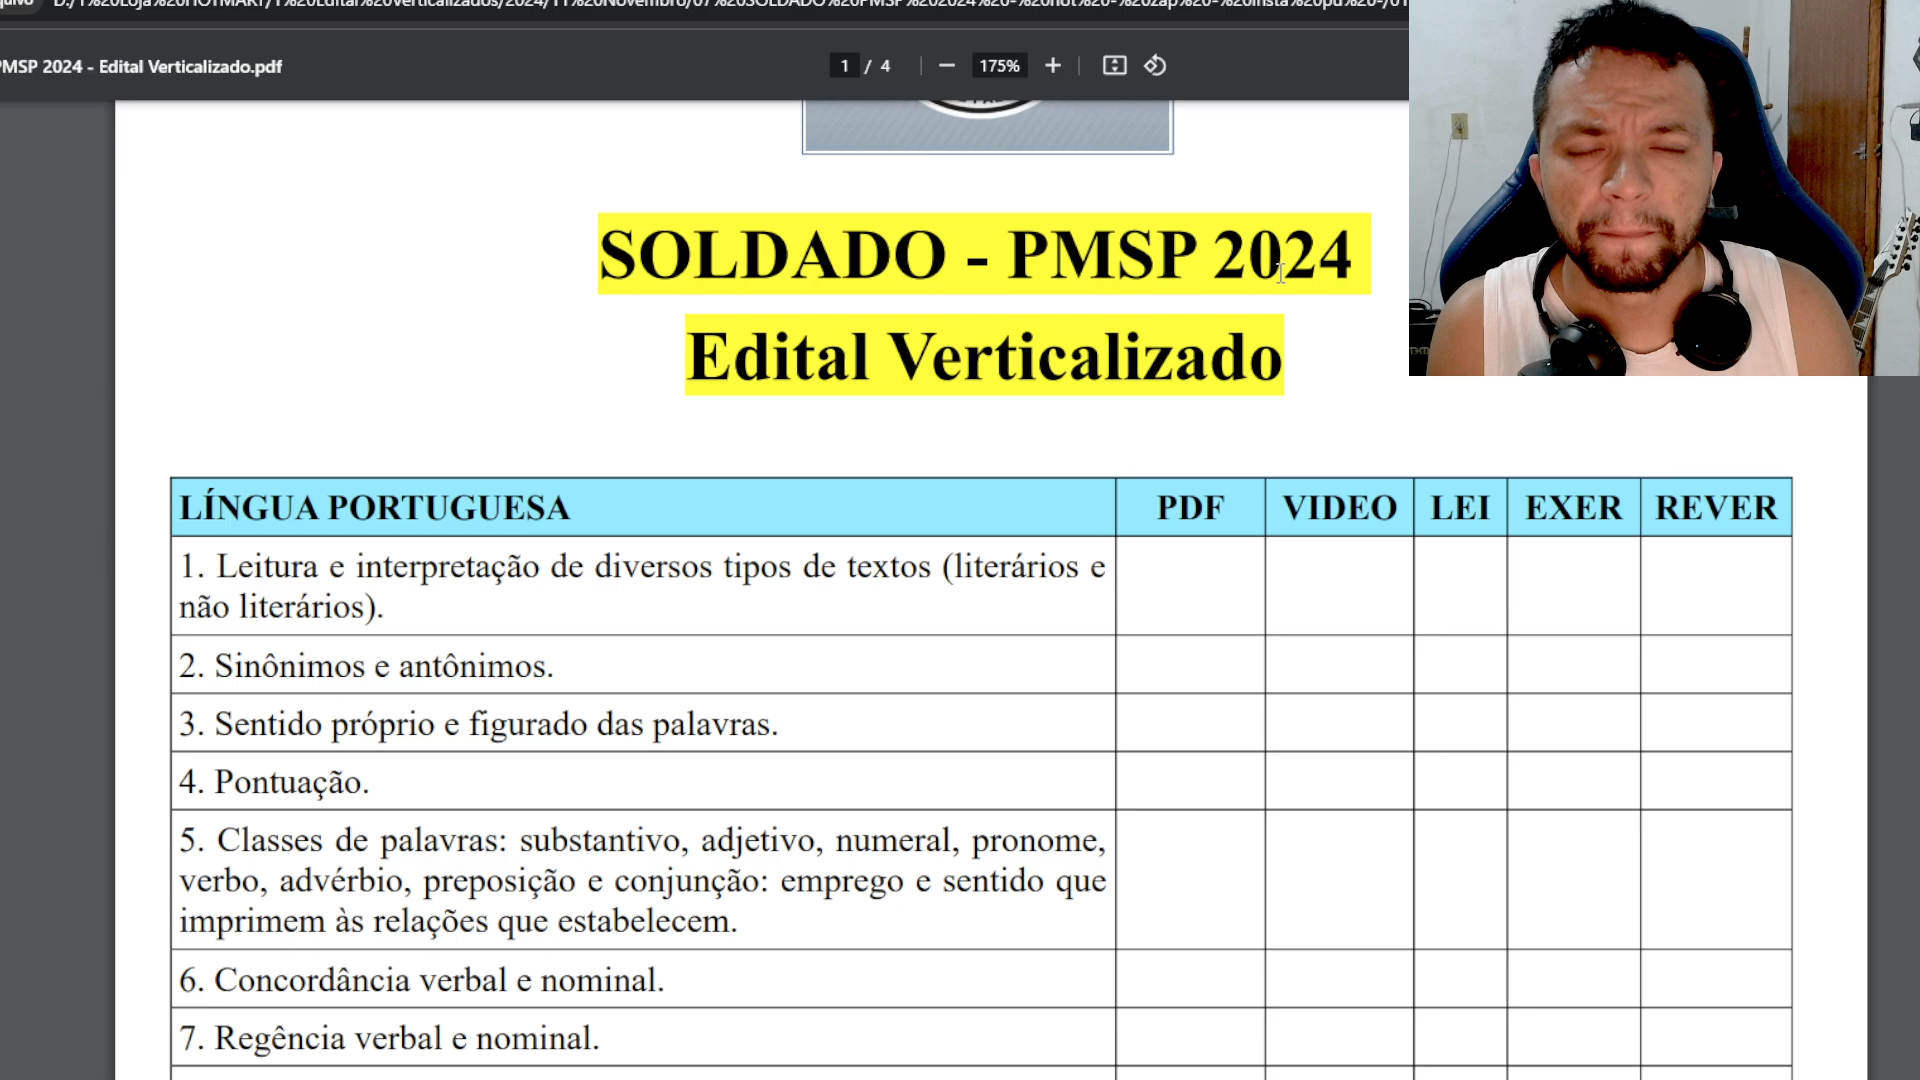 PMSP 2024 - Edital Verticalizado.pdf
1 / 4
175%
SOLDADO - PMSP 2024
Edital Verticalizado
LÍNGUA PORTUGUESA PDF VIDEO LEI EXER REVER
1. Leitura e interpretação de diversos tipos de textos (literários e
não literários).
2. Sinônimos e antônimos.
3. Sentido próprio e figurado das palavras.
4. Pontuação.
5. Classes de palavras: substantivo, adjetivo, numeral, pronome,
verbo, advérbio, preposição e conjunção: emprego e sentido que
imprimem às relações que estabelecem.
6. Concordância verbal e nominal.
7. Regência verbal e nominal.